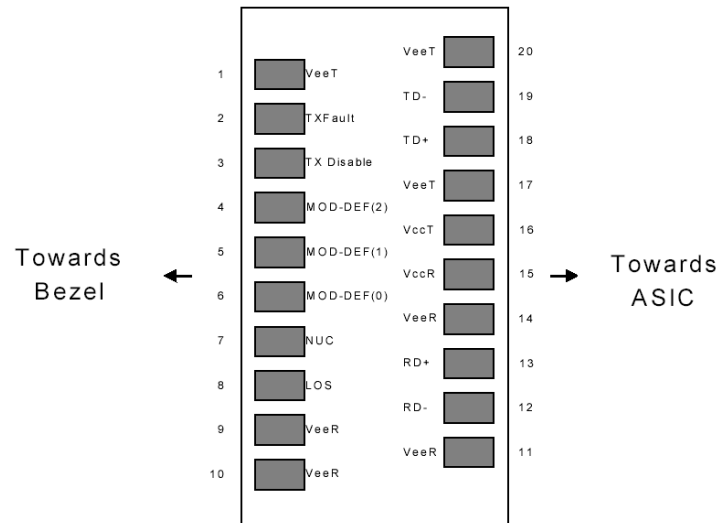 VeeT 20
1 VeeT
TD- 19
2 TXFault
TD+ 18
3 TX Disable
VeeT 17
4 MOD-DEF(2)
VccT 16
5 MOD-DEF(1)
Towards
Bezel
VccR 15
Towards
ASIC
6 MOD-DEF(0)
VeeR 14
7 NUC
RD+ 13
8 LOS
RD- 12
9 VeeR
VeeR 11
10 VeeR